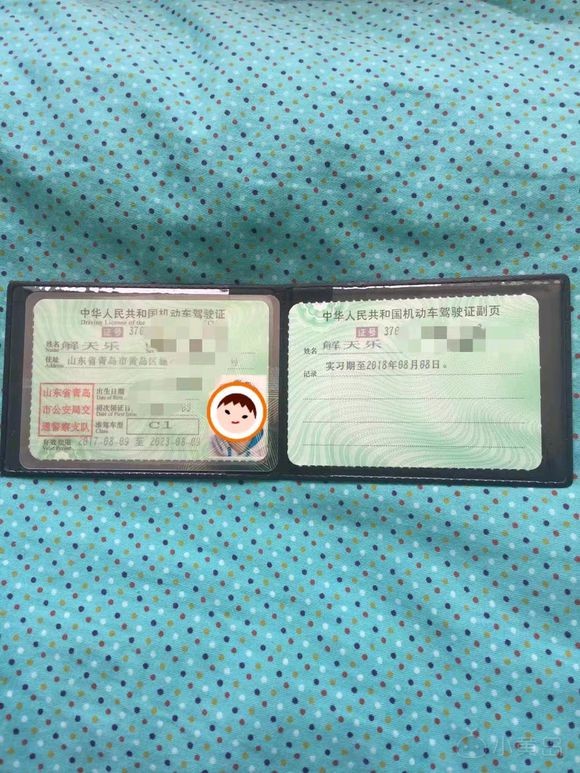 中华人民共和国机动车驾驶证
Driving License of the
证号 370
姓名 解天乐
Name
住址 山东省青岛市黄岛区
Address
山东省青岛
市公安局交
通警察支队
出生日期
Date of Birth
初次领证日
Date of First Issue
准驾车型 C1
Class
有效期限 2017-08-09 至 2023-08-09
Valid Period
中华人民共和国机动车驾驶证副页
证号 370
姓名 解天乐
Name
记录 实习期至2018年08月08日。